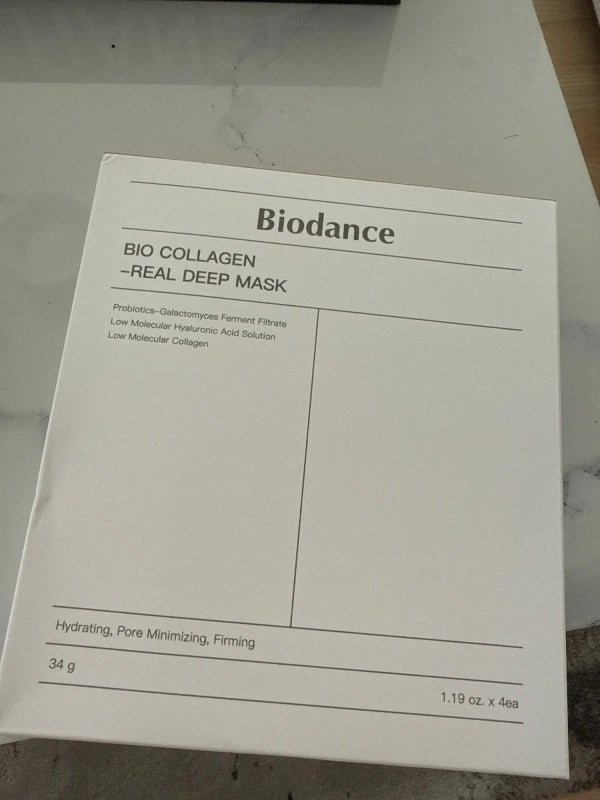 Biodance
BIO COLLAGEN
-REAL DEEP MASK
Probiotics-Galactomyces Ferment Filtrate
Low Molecular Hyaluronic Acid Solution
Low Molecular Collagen
Hydrating, Pore Minimizing, Firming
34 g
1.19 oz. x 4ea